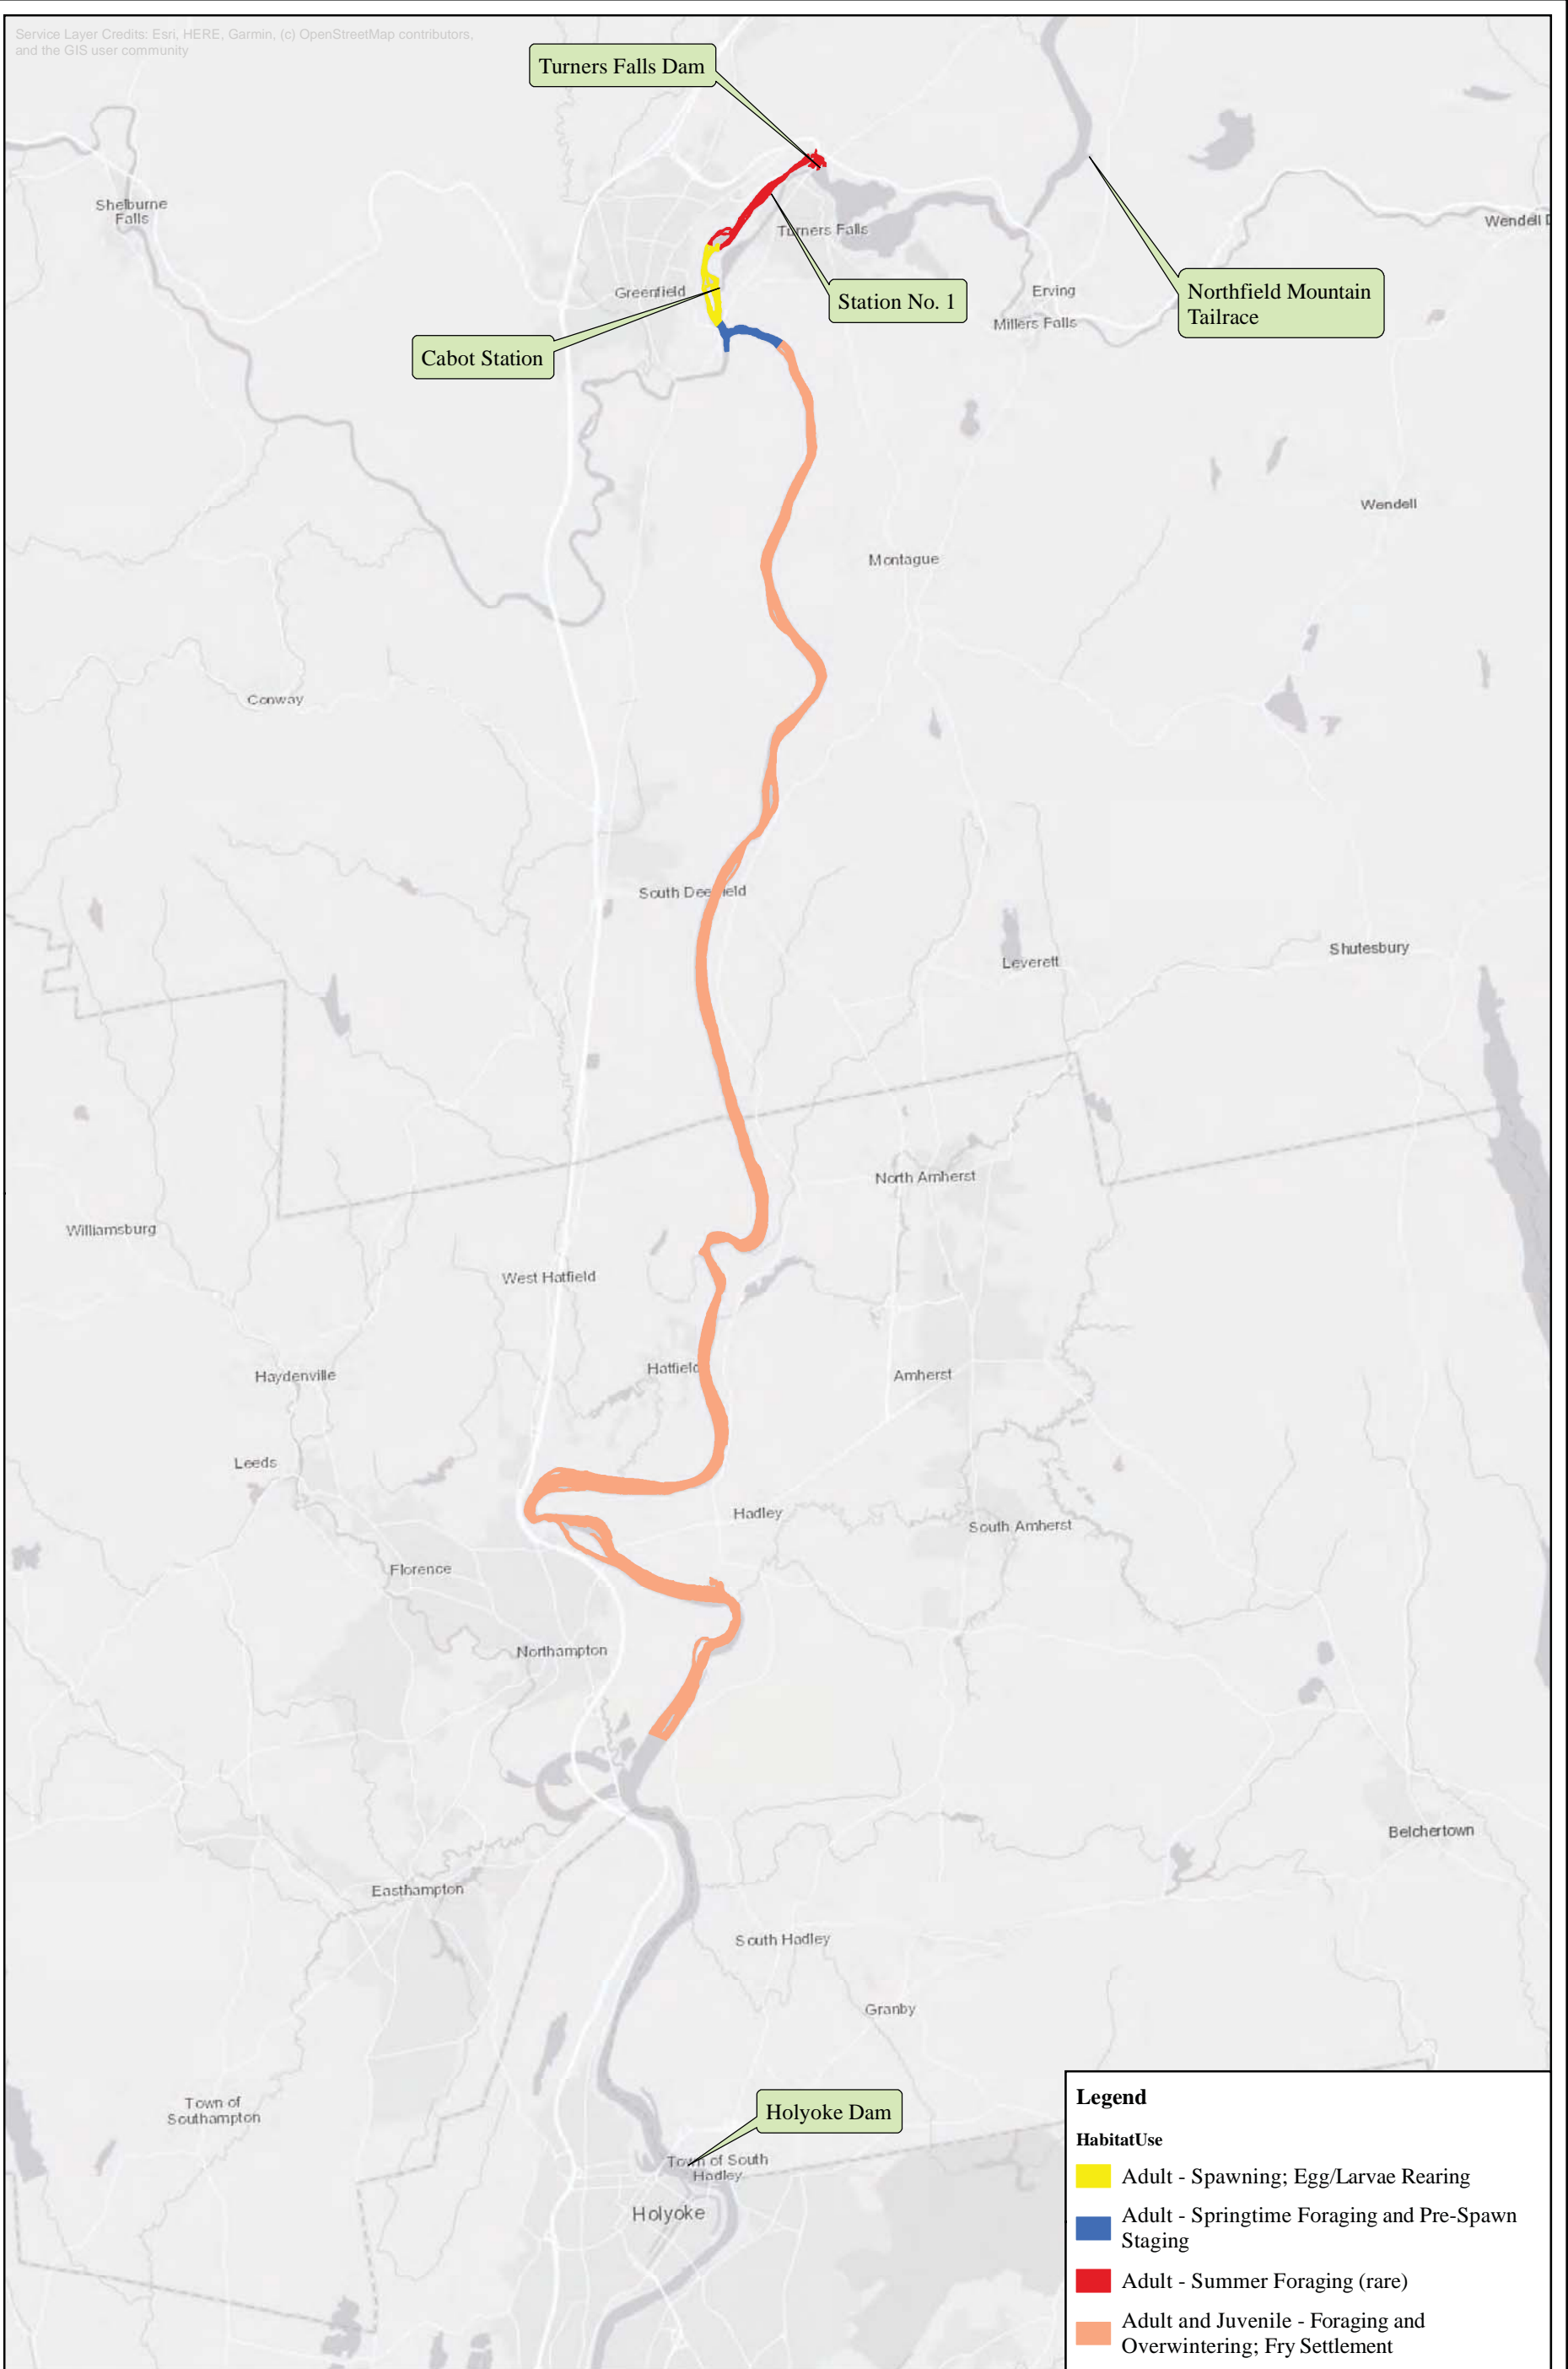 Service Layer Credits: Esri, HERE, Garmin, (c) OpenStreetMap contributors,
and the GIS user community
Turners Falls Dam
Shelburne
Falls
Wendell D
Turners Falls
Greenfield
Station No. 1
Erving
Northfield Mountain
Tailrace
Millers Falls
Cabot Station
Wendell
Montague
Conway
South Deerfield
Shutesbury
Leverett
North Amherst
Williamsburg
West Hatfield
Hatfield
Haydenville
Amherst
Leeds
Hadley
South Amherst
Florence
Northampton
Belchertown
Easthampton
South Hadley
Granby
Town of
Southampton
Holyoke Dam
Town of South
Hadley
Holyoke
Legend
HabitatUse
Adult - Spawning; Egg/Larvae Rearing
Adult - Springtime Foraging and Pre-Spawn
Staging
Adult - Summer Foraging (rare)
Adult and Juvenile - Foraging and
Overwintering; Fry Settlement